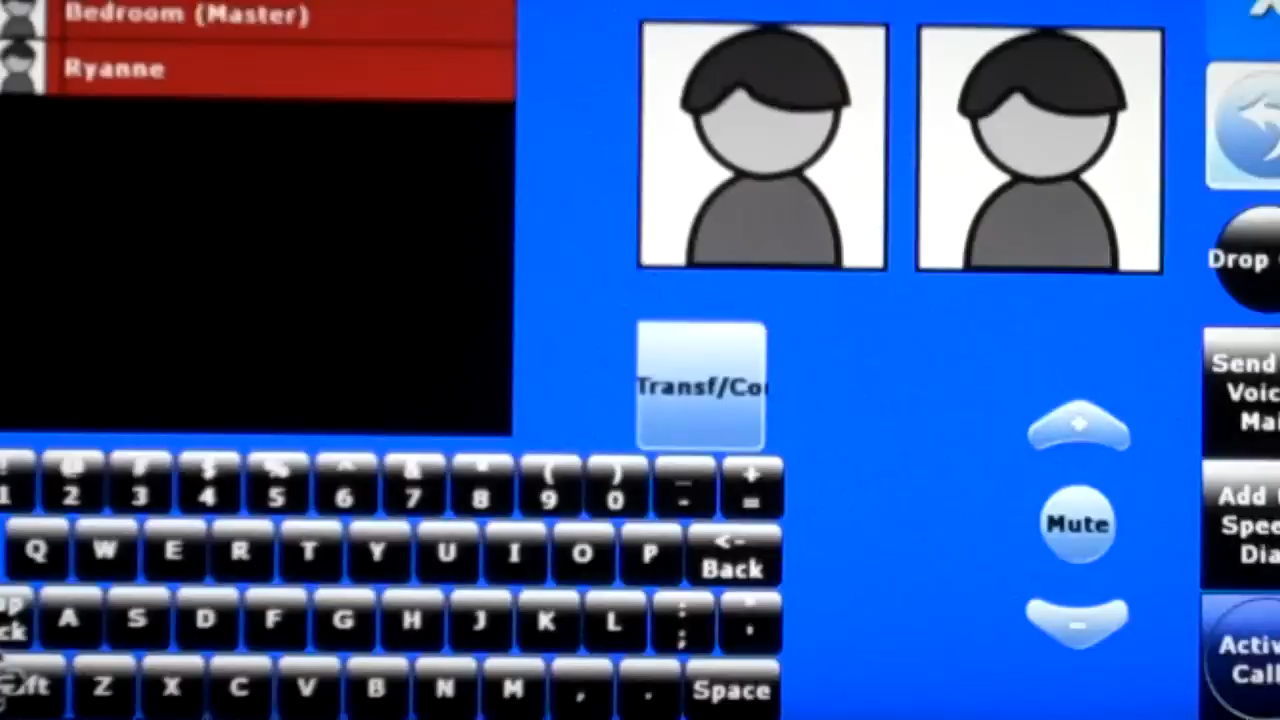 Bedroom (Master)
Ryanne
Drop
Transf/Co
Send
Voic
Mai
Add
Spee
Dia
Mute
Activ
Call
! @ # $ % ^ & * ( ) _ +
1 2 3 4 5 6 7 8 9 0 - =
Q W E R T Y U I O P <- Back
A S D F G H J K L : ; " '
Z X C V B N M , . Space
+
-